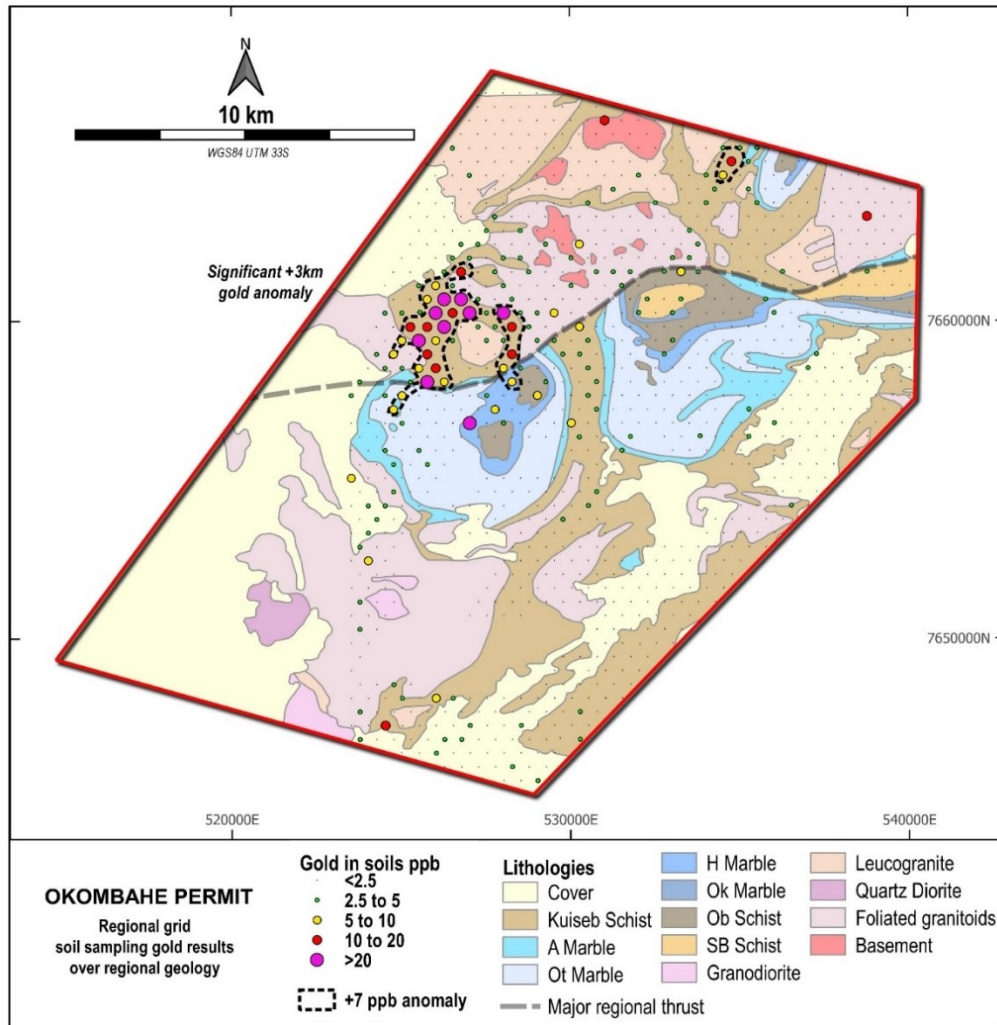 N
10 km
WGS84 UTM 33S
Significant +3km
gold anomaly
7660000N
7650000N
520000E
530000E
540000E
OKOMBAHE PERMIT
Regional grid
soil sampling gold results
over regional geology
Gold in soils ppb
<2.5
2.5 to 5
5 to 10
10 to 20
>20
+7 ppb anomaly
Lithologies
Cover
Kuiseb Schist
A Marble
Ot Marble
H Marble
Ok Marble
Ob Schist
SB Schist
Granodiorite
Leucogranite
Quartz Diorite
Foliated granitoids
Basement
Major regional thrust